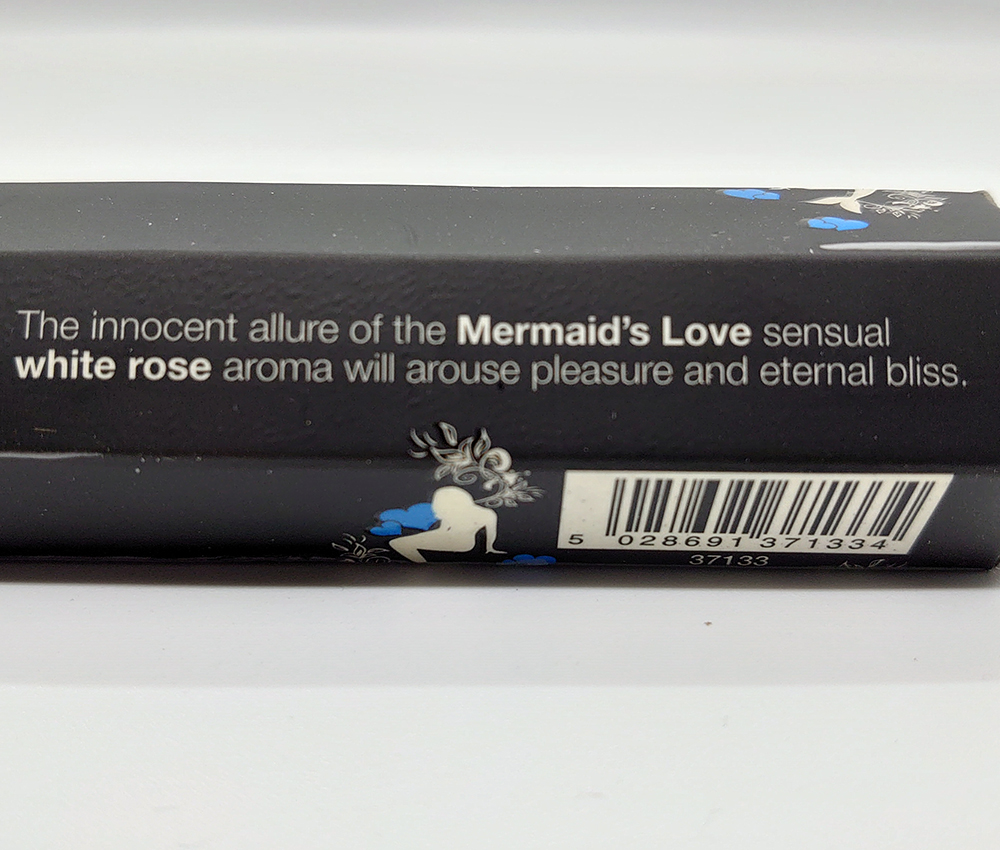 The innocent allure of the Mermaid's Love sensual
white rose aroma will arouse pleasure and eternal bliss.
5 028691 371334
37133